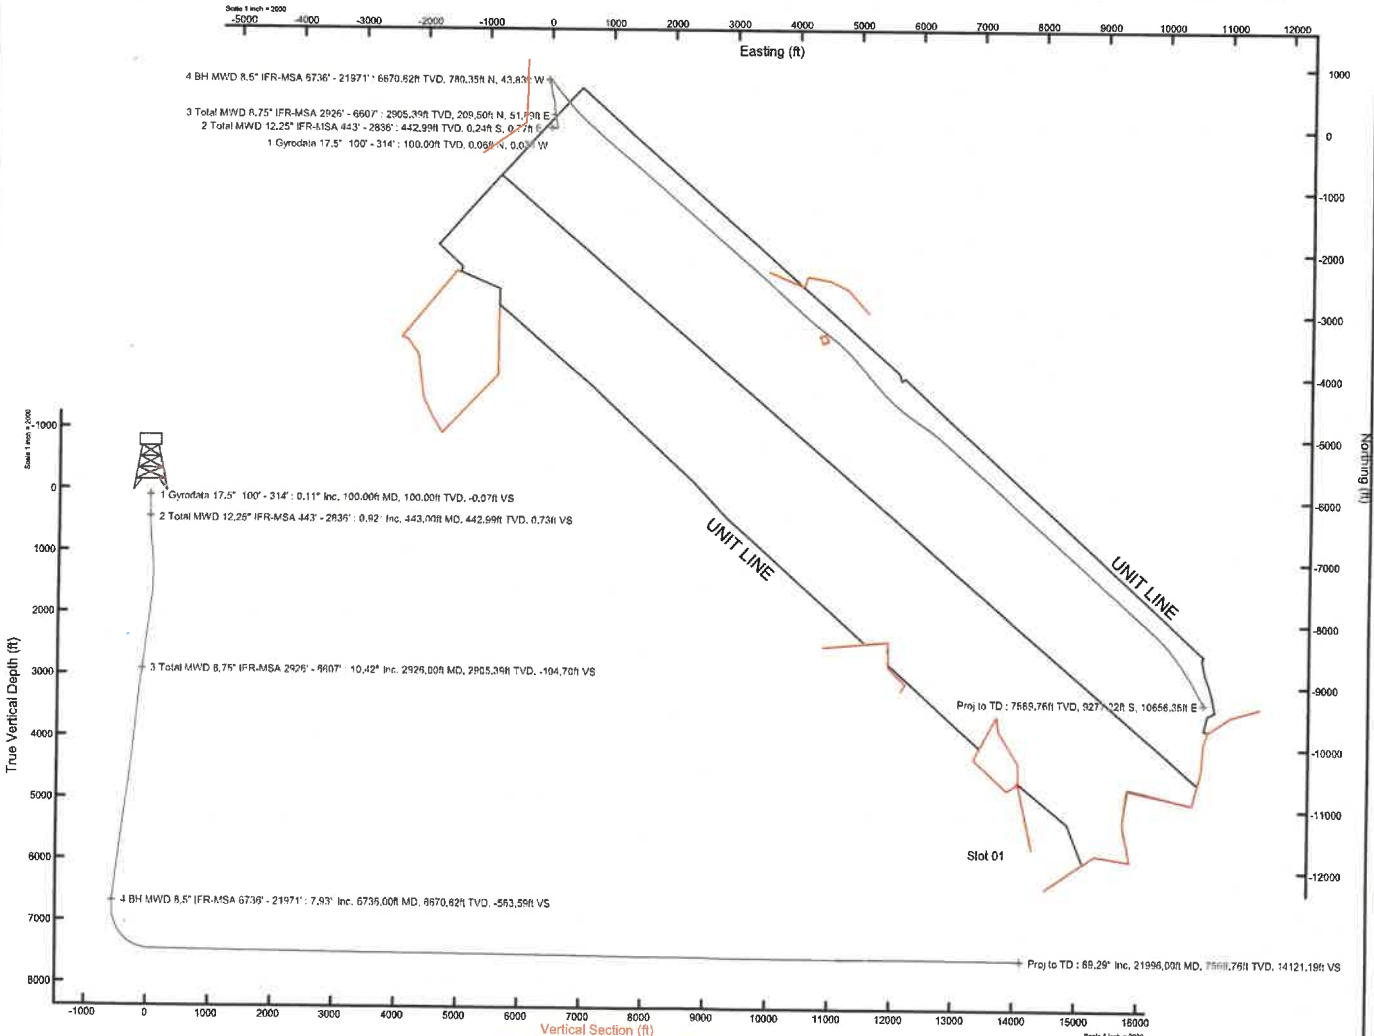 Scale 1 inch = 2000
-5000 -4000 -3000 -2000 -1000 0 1000 2000 3000 4000 5000 6000 7000 8000 9000 10000 11000 12000
Easting (ft)
4 BH MWD 8.5" IFR-MSA 6736' - 21971' : 6670.62ft TVD, 780.35ft N, 43.83ft W
3 Total MWD 8.75" IFR-MSA 2926' - 6607' : 2905.39ft TVD, 209.50ft N, E
2 Total MWD 12.25" IFR-MSA 443' - 2836' : 442.99ft TVD, 0.24ft S,
1 Gyrodata 17.5" 100' - 314' : 100.00ft TVD, 0.06ft N, W
1000
0
-1000
-2000
-3000
-4000
-5000
-6000
-7000
-8000
-9000
-10000
-11000
-12000
Northing (ft)
UNIT LINE
UNIT LINE
Proj to TD : 7569.76ft TVD, S, 10656.35ft E
Slot 01
Scale 1 inch = 2000
True Vertical Depth (ft)
-1000
0
1000
2000
3000
4000
5000
6000
7000
8000
1 Gyrodata 17.5" 100' - 314' : 0.11° Inc, 100.00ft MD, 100.00ft TVD, -0.07ft VS
2 Total MWD 12.25" IFR-MSA 443' - 2836' : 0.92° Inc, 443.00ft MD, 442.99ft TVD, 0.73ft VS
3 Total MWD 8.75" IFR-MSA 2926' - 6607' : 10.42° Inc, 2926.00ft MD, 2905.39ft TVD, -104.70ft VS
4 BH MWD 8.5" IFR-MSA 6736' - 21971' : 7.93° Inc, 6736.00ft MD, 6670.62ft TVD, -563.59ft VS
Proj to TD : 89.29° Inc, 21996.00ft MD, 7569.76ft TVD, 14121.19ft VS
-1000 0 1000 2000 3000 4000 5000 6000 7000 8000 9000 10000 11000 12000 13000 14000 15000 16000
Vertical Section (ft)
Scale 1 inch = 2000